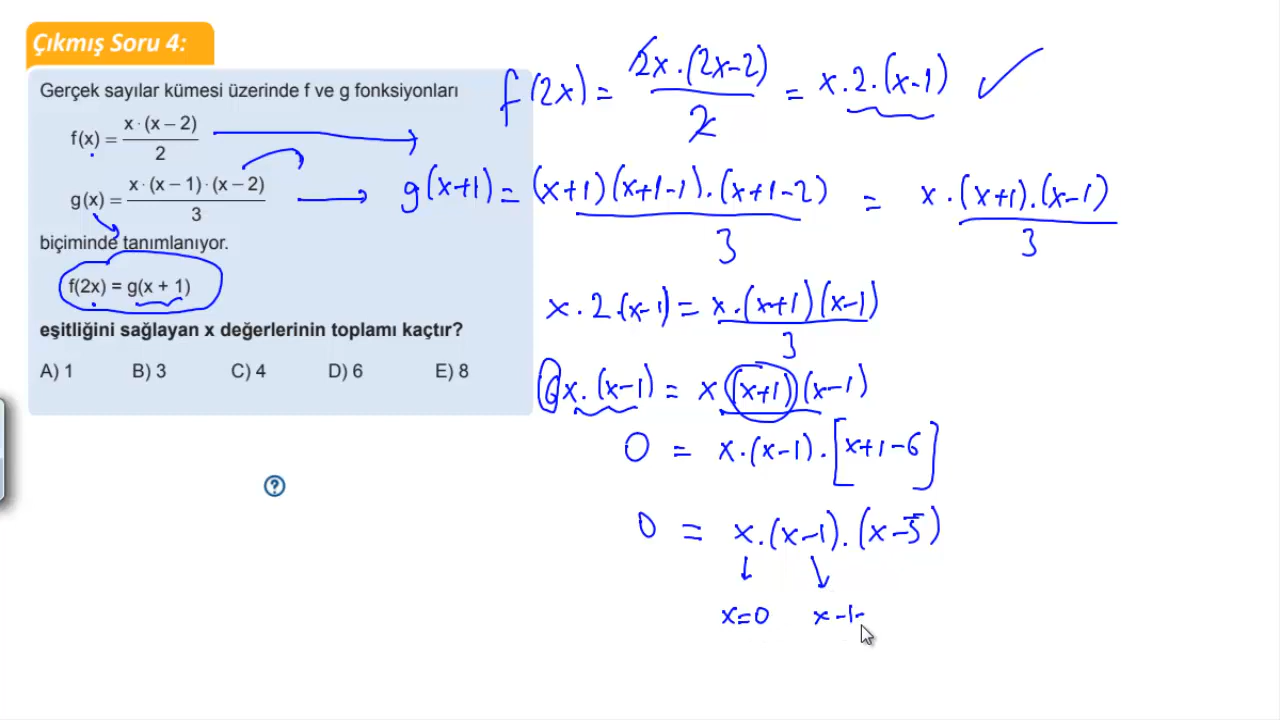 Çıkmış Soru 4:
Gerçek sayılar kümesi üzerinde f ve g fonksiyonları
f(x) = x · (x − 2) / 2
g(x) = x · (x − 1) · (x − 2) / 3
biçiminde tanımlanıyor.
f(2x) = g(x + 1)
eşitliğini sağlayan x değerlerinin toplamı kaçtır?
A) 1 B) 3 C) 4 D) 6 E) 8
f(2x) = 2x·(2x−2) / 2 = x·2·(x−1) ✓
g(x+1) = (x+1)(x+1−1)·(x+1−2) / 3 = x·(x+1)·(x−1) / 3
x·2·(x−1) = x·(x+1)(x−1) / 3
6x·(x−1) = x (x+1) (x−1)
0 = x·(x−1)·[x+1−6]
0 = x·(x−1)·(x−5)
x=0 x−1-
?